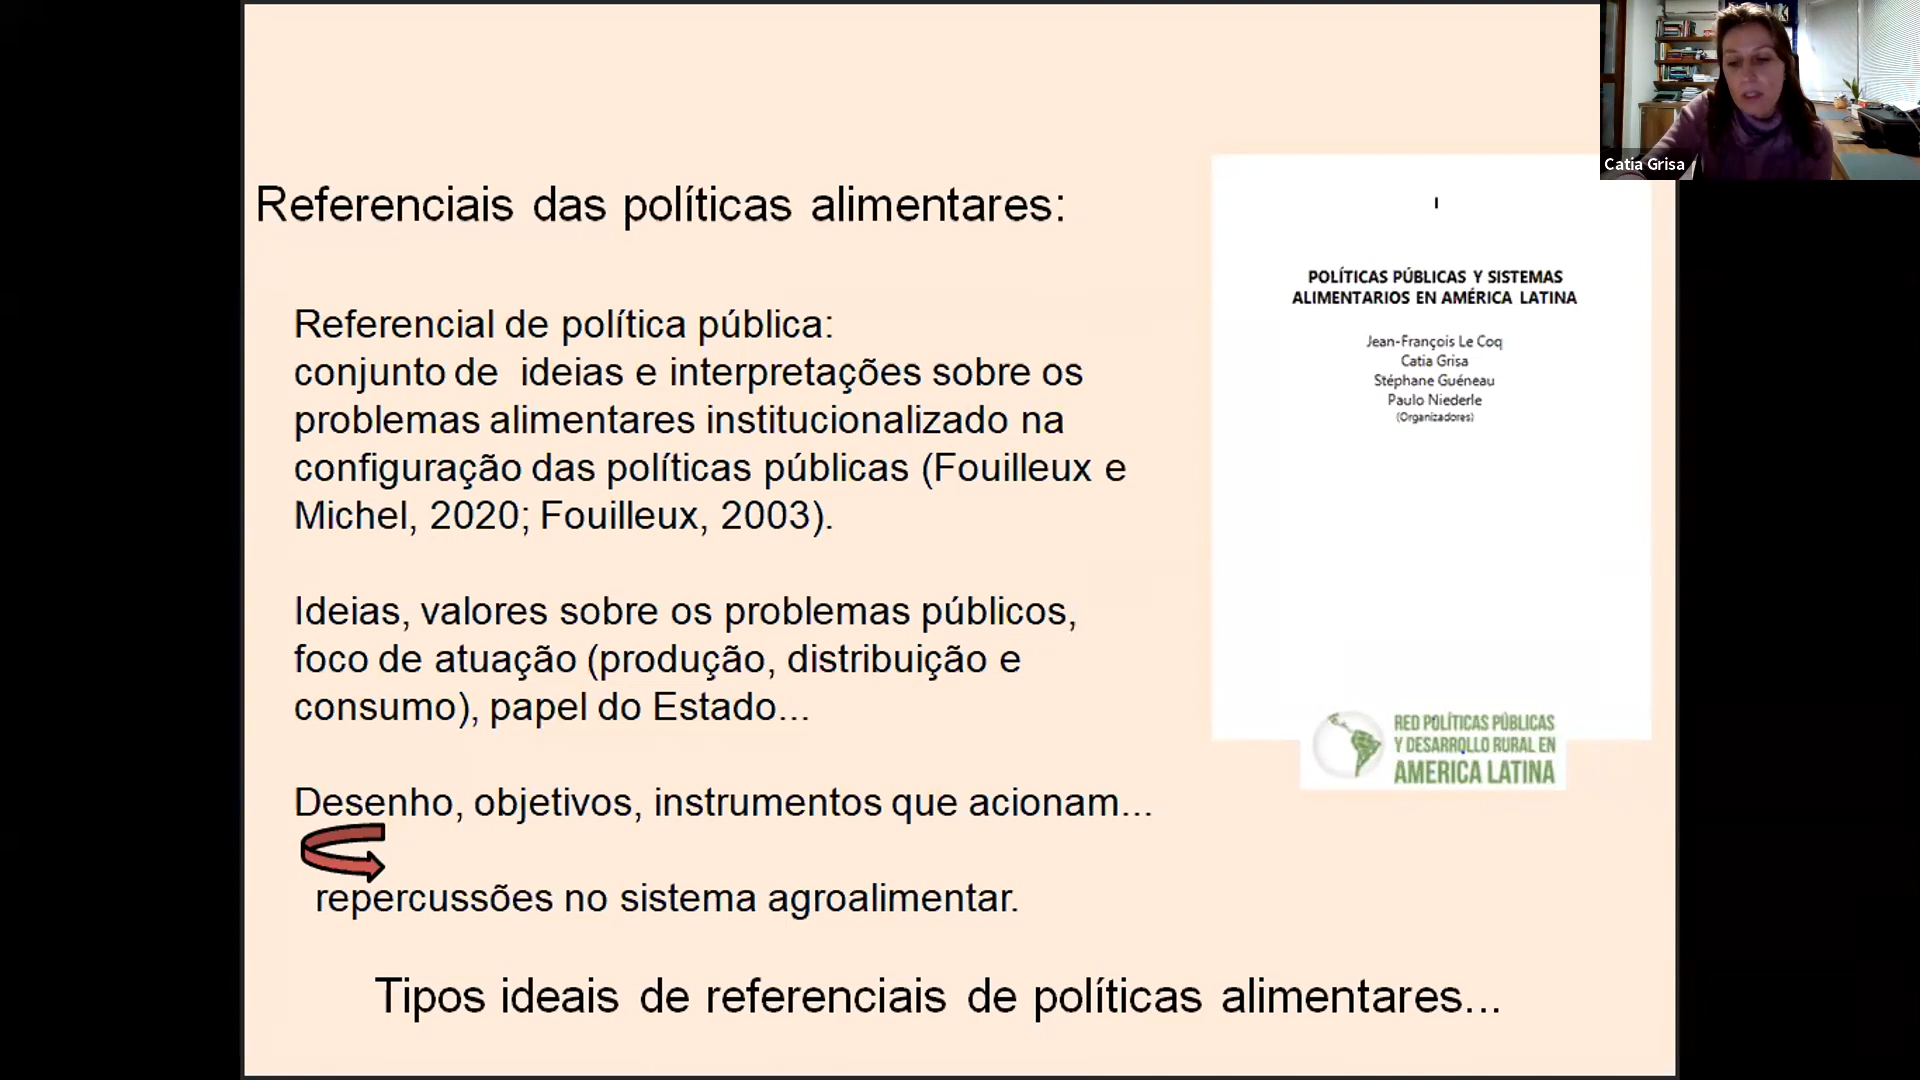 Referenciais das políticas alimentares:
Referencial de política pública:
conjunto de ideias e interpretações sobre os
problemas alimentares institucionalizado na
configuração das políticas públicas (Fouilleux e
Michel, 2020; Fouilleux, 2003).
Ideias, valores sobre os problemas públicos,
foco de atuação (produção, distribuição e
consumo), papel do Estado...
Desenho, objetivos, instrumentos que acionam...
repercussões no sistema agroalimentar.
Tipos ideais de referenciais de políticas alimentares...
I
POLÍTICAS PÚBLICAS Y SISTEMAS
ALIMENTARIOS EN AMÉRICA LATINA
Jean-François Le Coq
Catia Grisa
Stéphane Guéneau
Paulo Niederle
(Organizadores)
RED POLÍTICAS PÚBLICAS
Y DESARROLLO RURAL EN
AMERICA LATINA
Catia Grisa